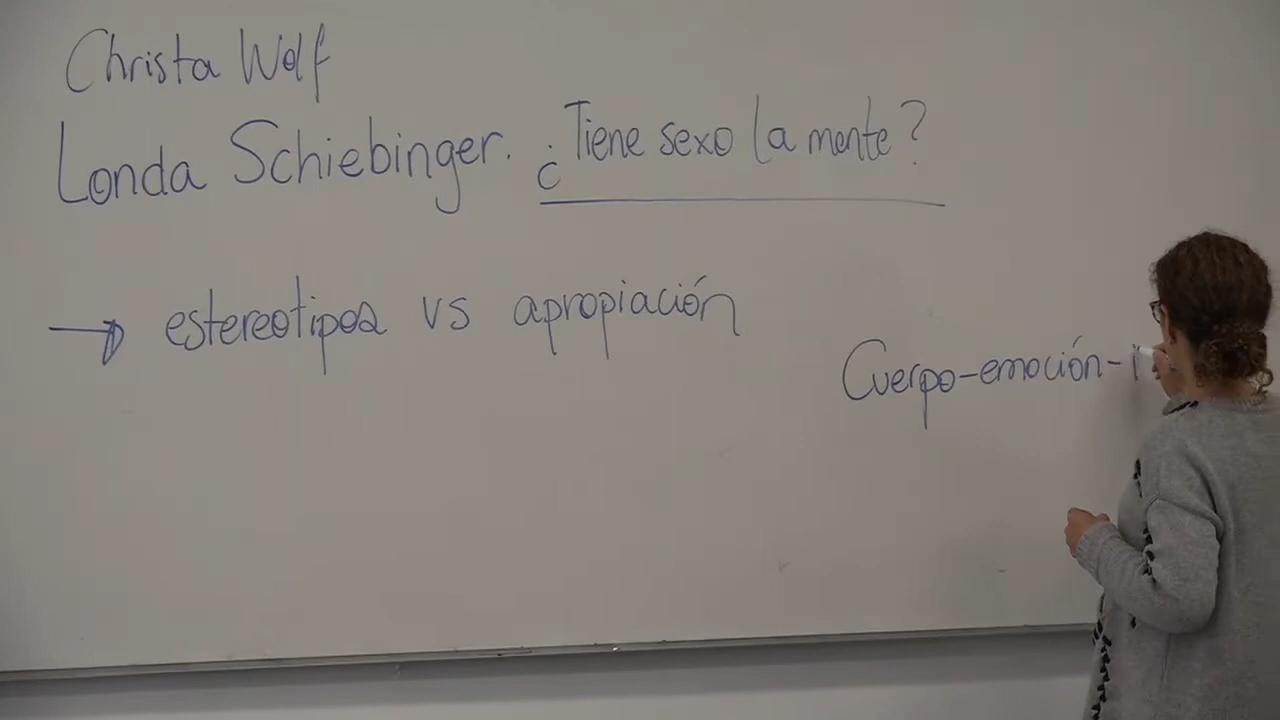 Christa Wolf
Londa Schiebinger. ¿Tiene sexo la mente?
→ estereotipos vs apropiación
Cuerpo-emoción-i